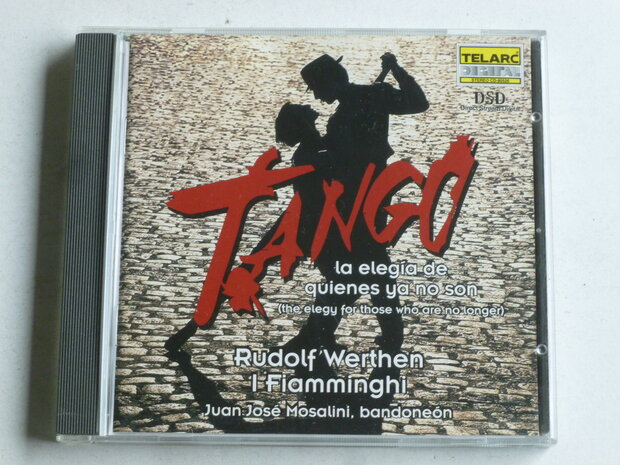 TELARC
DIGITAL
DSD
Direct Stream Digital
TANGO
la elegía de
quienes ya no son
(the elegy for those who are no longer)
Rudolf Werthen
I Fiamminghi
Juan José Mosalini, bandoneón